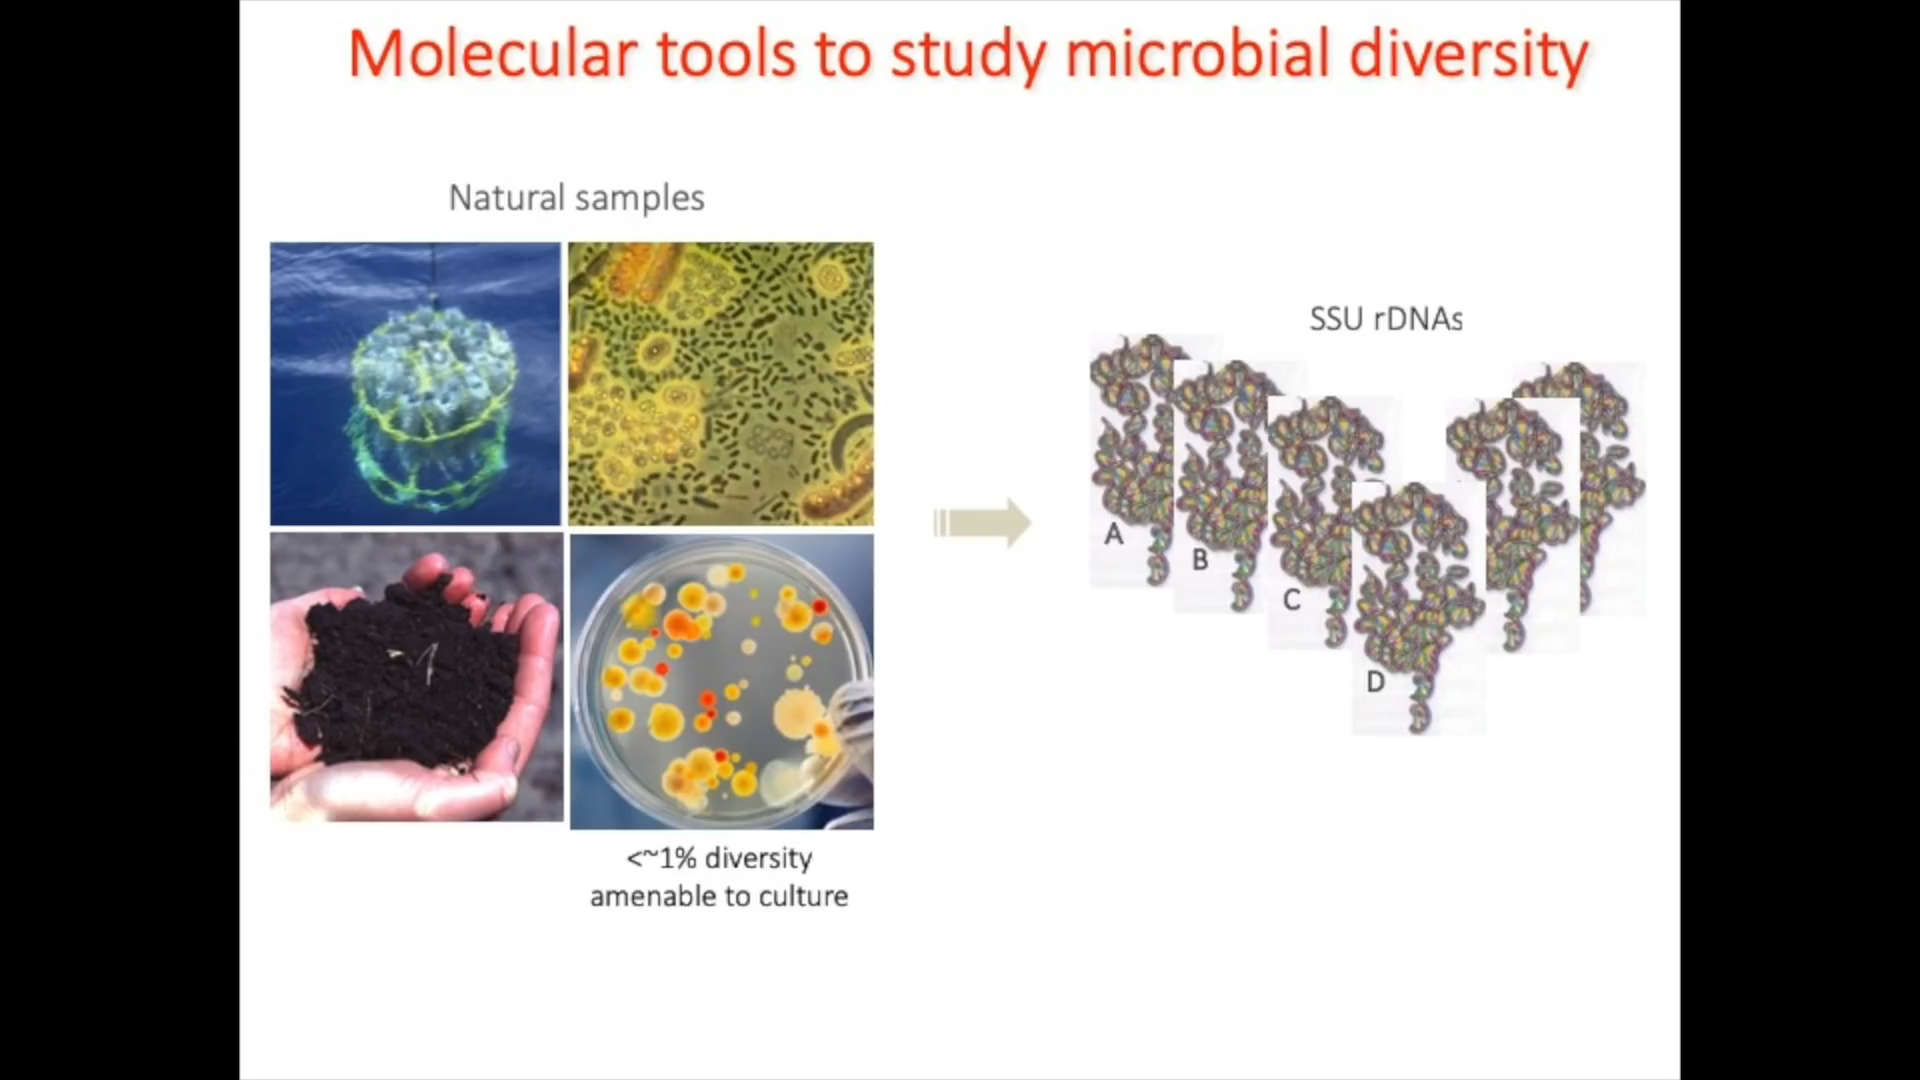 Molecular tools to study microbial diversity
Natural samples
SSU rDNAs
A
B
C
D
<~1% diversity
amenable to culture